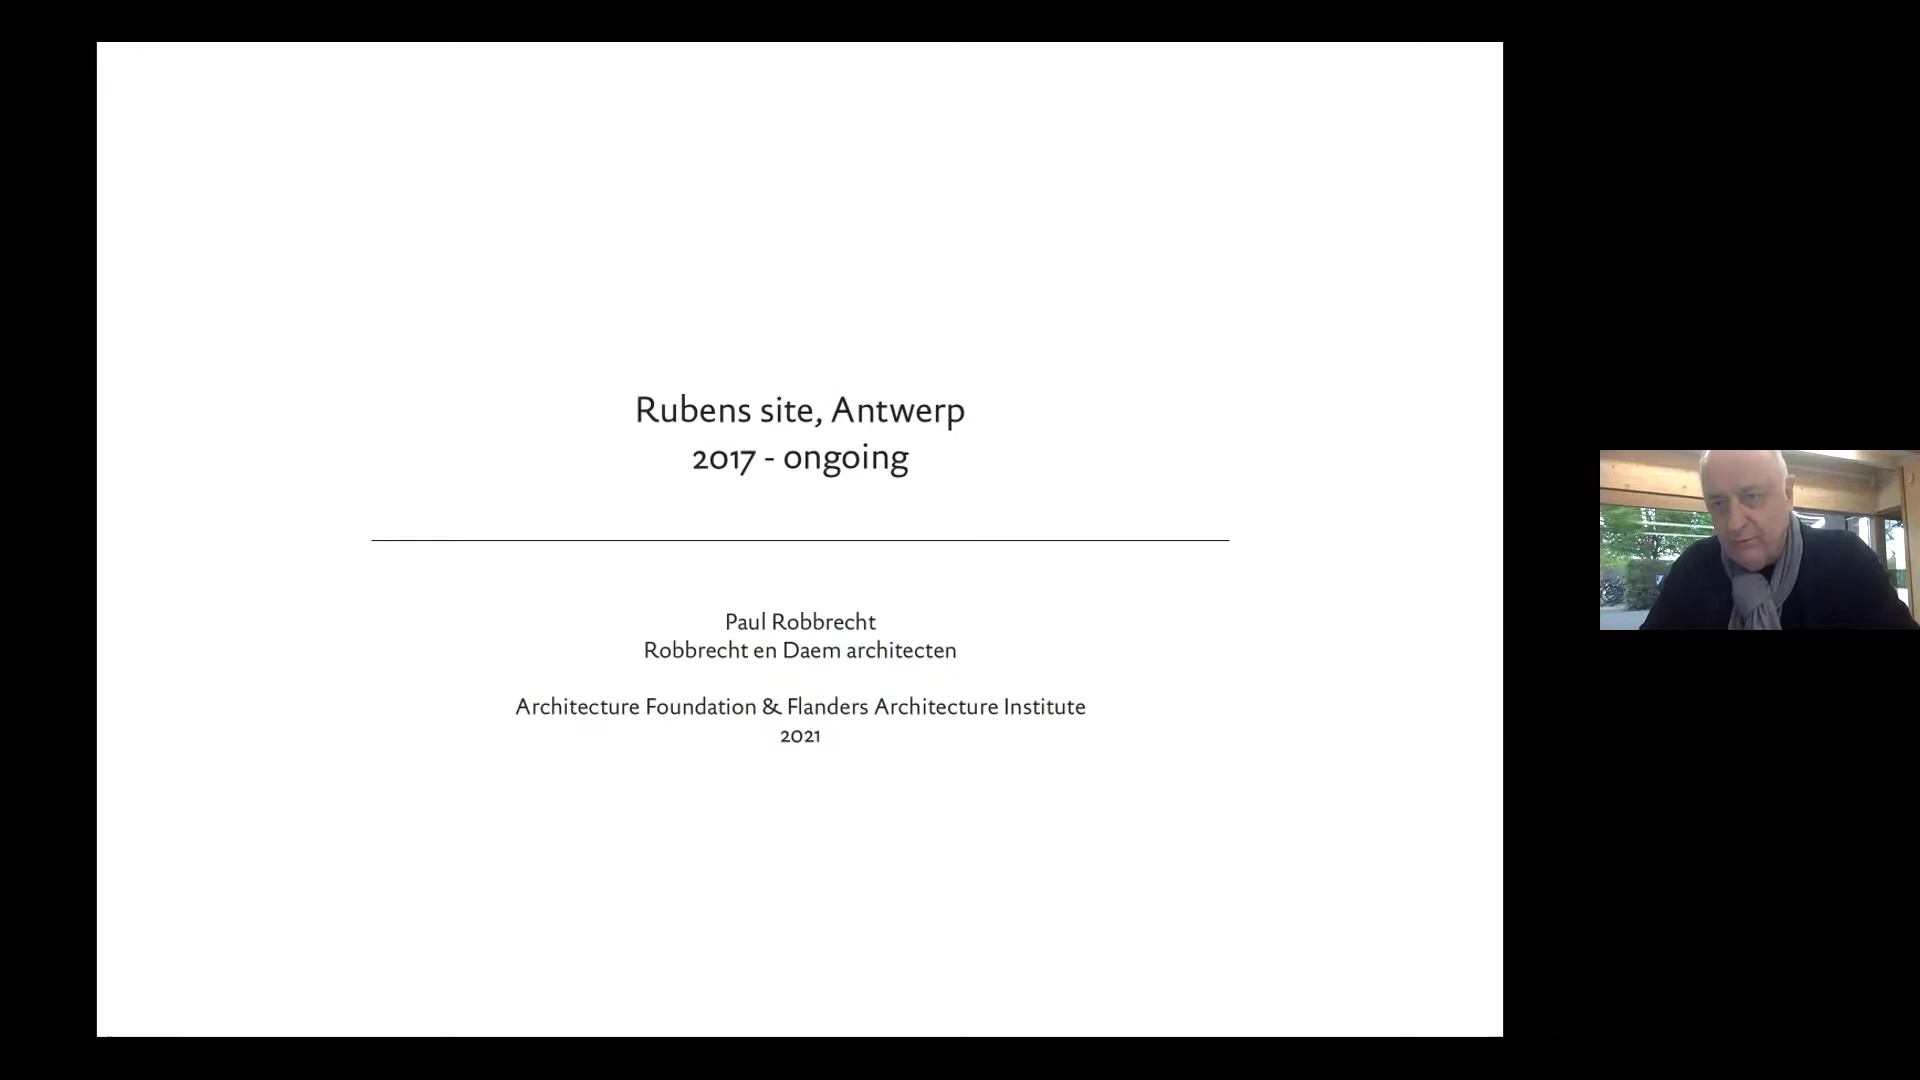 Rubens site, Antwerp
2017 - ongoing
Paul Robbrecht
Robbrecht en Daem architecten
Architecture Foundation & Flanders Architecture Institute
2021